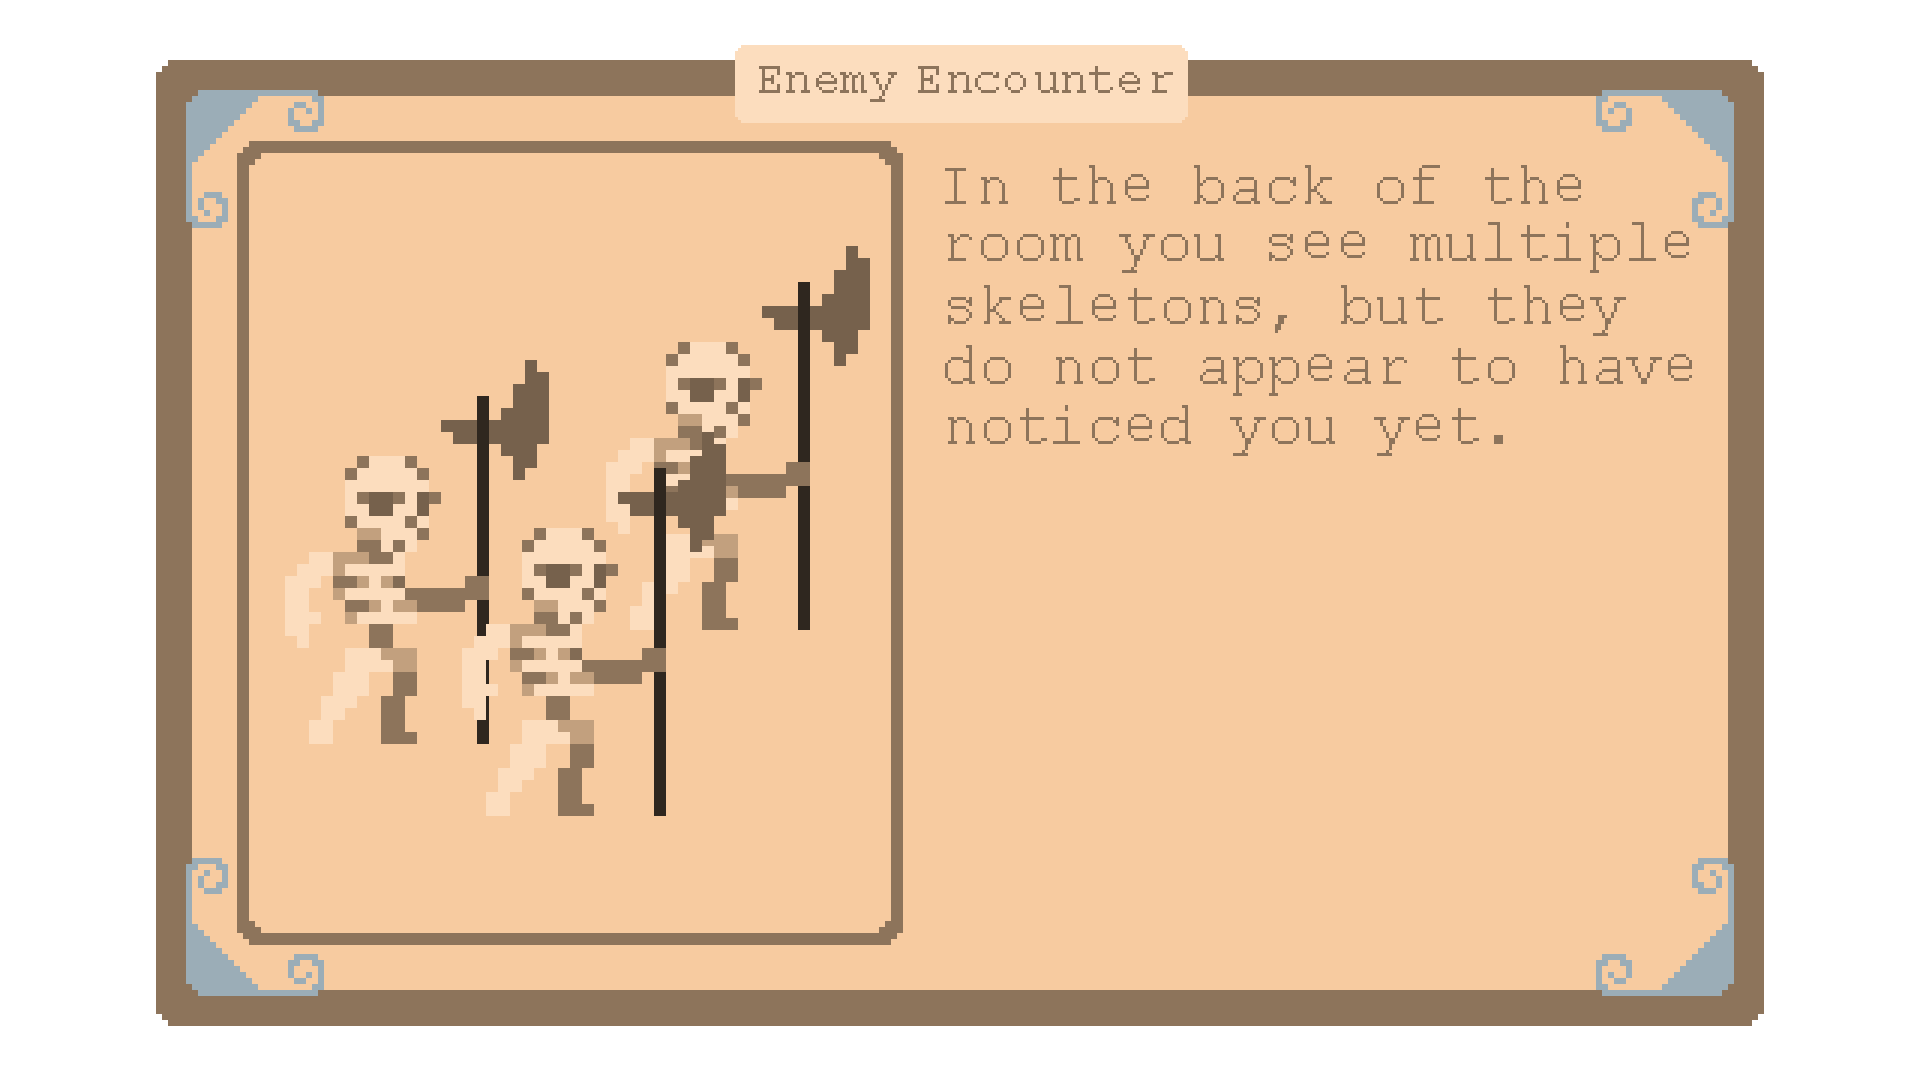 Enemy Encounter
In the back of the
room you see multiple
skeletons, but they
do not appear to have
noticed you yet.